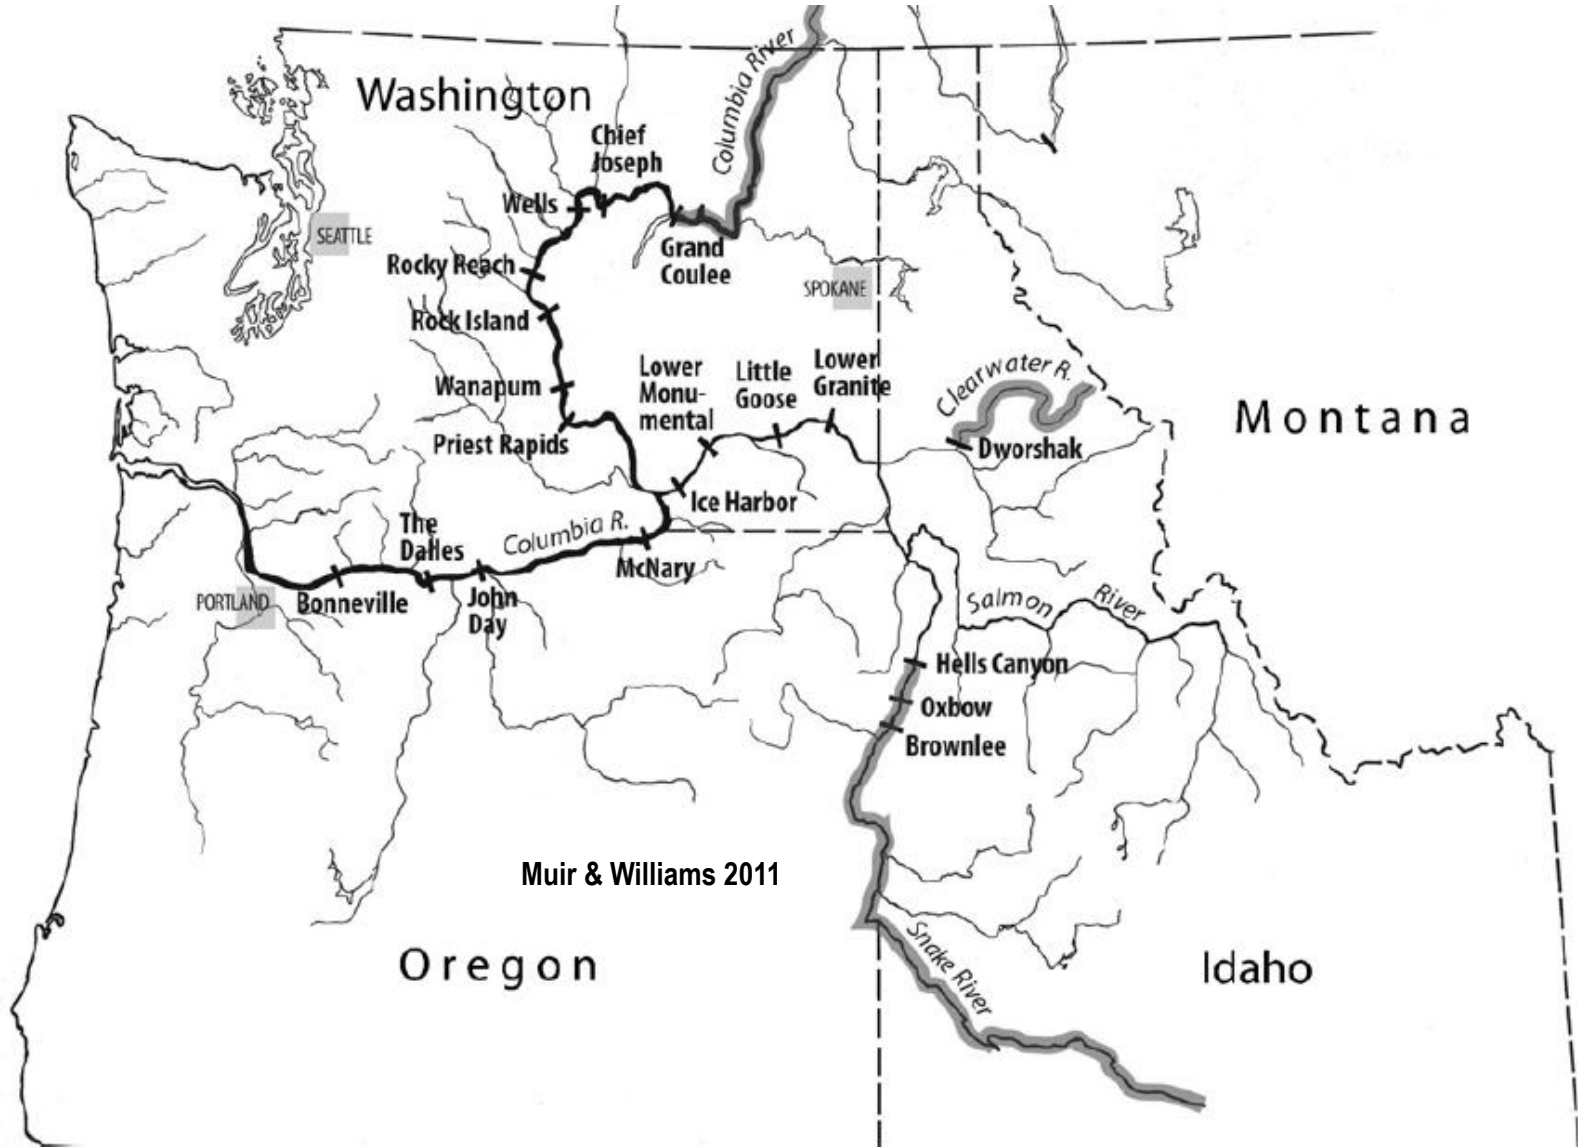 Washington
Columbia River
Chief
Joseph
Wells
SEATTLE
Grand
Coulee
Rocky Reach
SPOKANE
Rock Island
Lower
Monu-
mental
Little
Goose
Lower
Granite
Clearwater R.
Wanapum
Montana
Priest Rapids
Dworshak
Ice Harbor
The
Dalles
Columbia R.
McNary
PORTLAND
Bonneville
John
Day
Salmon River
Hells Canyon
Oxbow
Brownlee
Muir & Williams 2011
Snake River
Oregon
Idaho